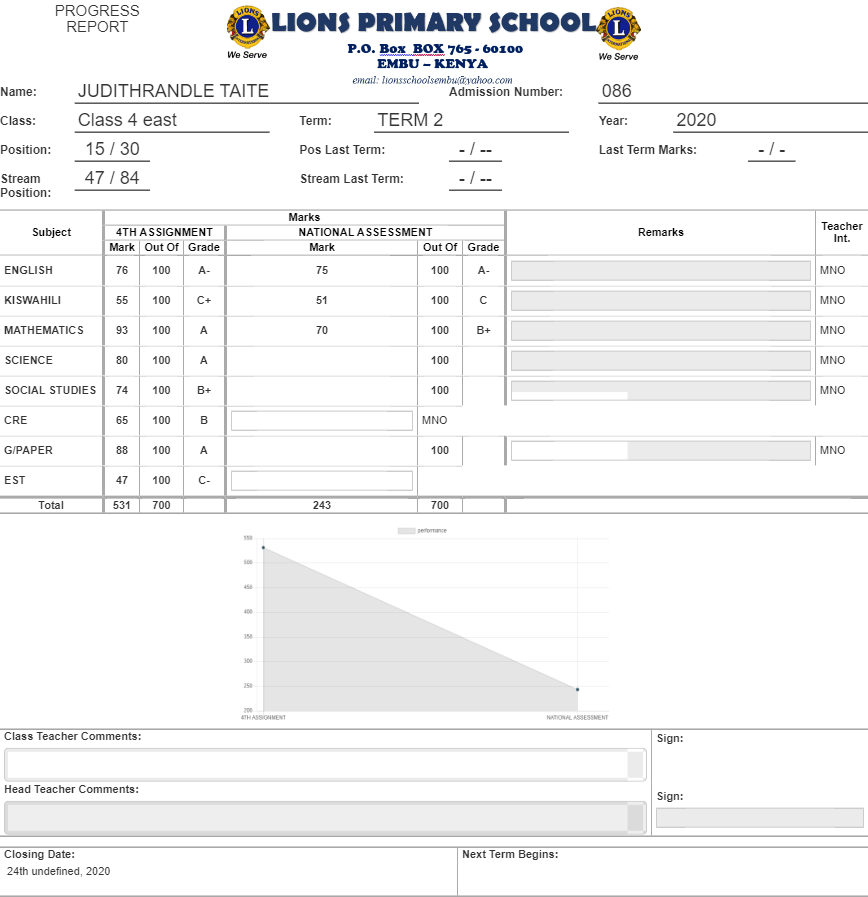 PROGRESS REPORT
LIONS PRIMARY SCHOOL
P.O. Box BOX 765 - 60100
EMBU – KENYA
email: lionsschoolsembu@yahoo.com
LIONS
L
INTERNATIONAL
We Serve
LIONS
L
INTERNATIONAL
We Serve
Name: JUDITHRANDLE TAITE Admission Number: 086
Class: Class 4 east Term: TERM 2 Year: 2020
Position: 15 / 30 Pos Last Term: - / -- Last Term Marks: - / -
Stream Position: 47 / 84 Stream Last Term: - / --
Subject Marks Remarks Teacher Int.
4TH ASSIGNMENT NATIONAL ASSESSMENT
Mark Out Of Grade Mark Out Of Grade
ENGLISH 76 100 A- 75 100 A- MNO
KISWAHILI 55 100 C+ 51 100 C MNO
MATHEMATICS 93 100 A 70 100 B+ MNO
SCIENCE 80 100 A 100 MNO
SOCIAL STUDIES 74 100 B+ 100 MNO
CRE 65 100 B MNO
G/PAPER 88 100 A 100 MNO
EST 47 100 C-
Total 531 700 243 700
performance
550
500
450
400
350
300
250
200
4TH ASSIGNMENT NATIONAL ASSESSMENT
Class Teacher Comments: Sign:
Head Teacher Comments: Sign:
Closing Date: Next Term Begins:
24th undefined, 2020